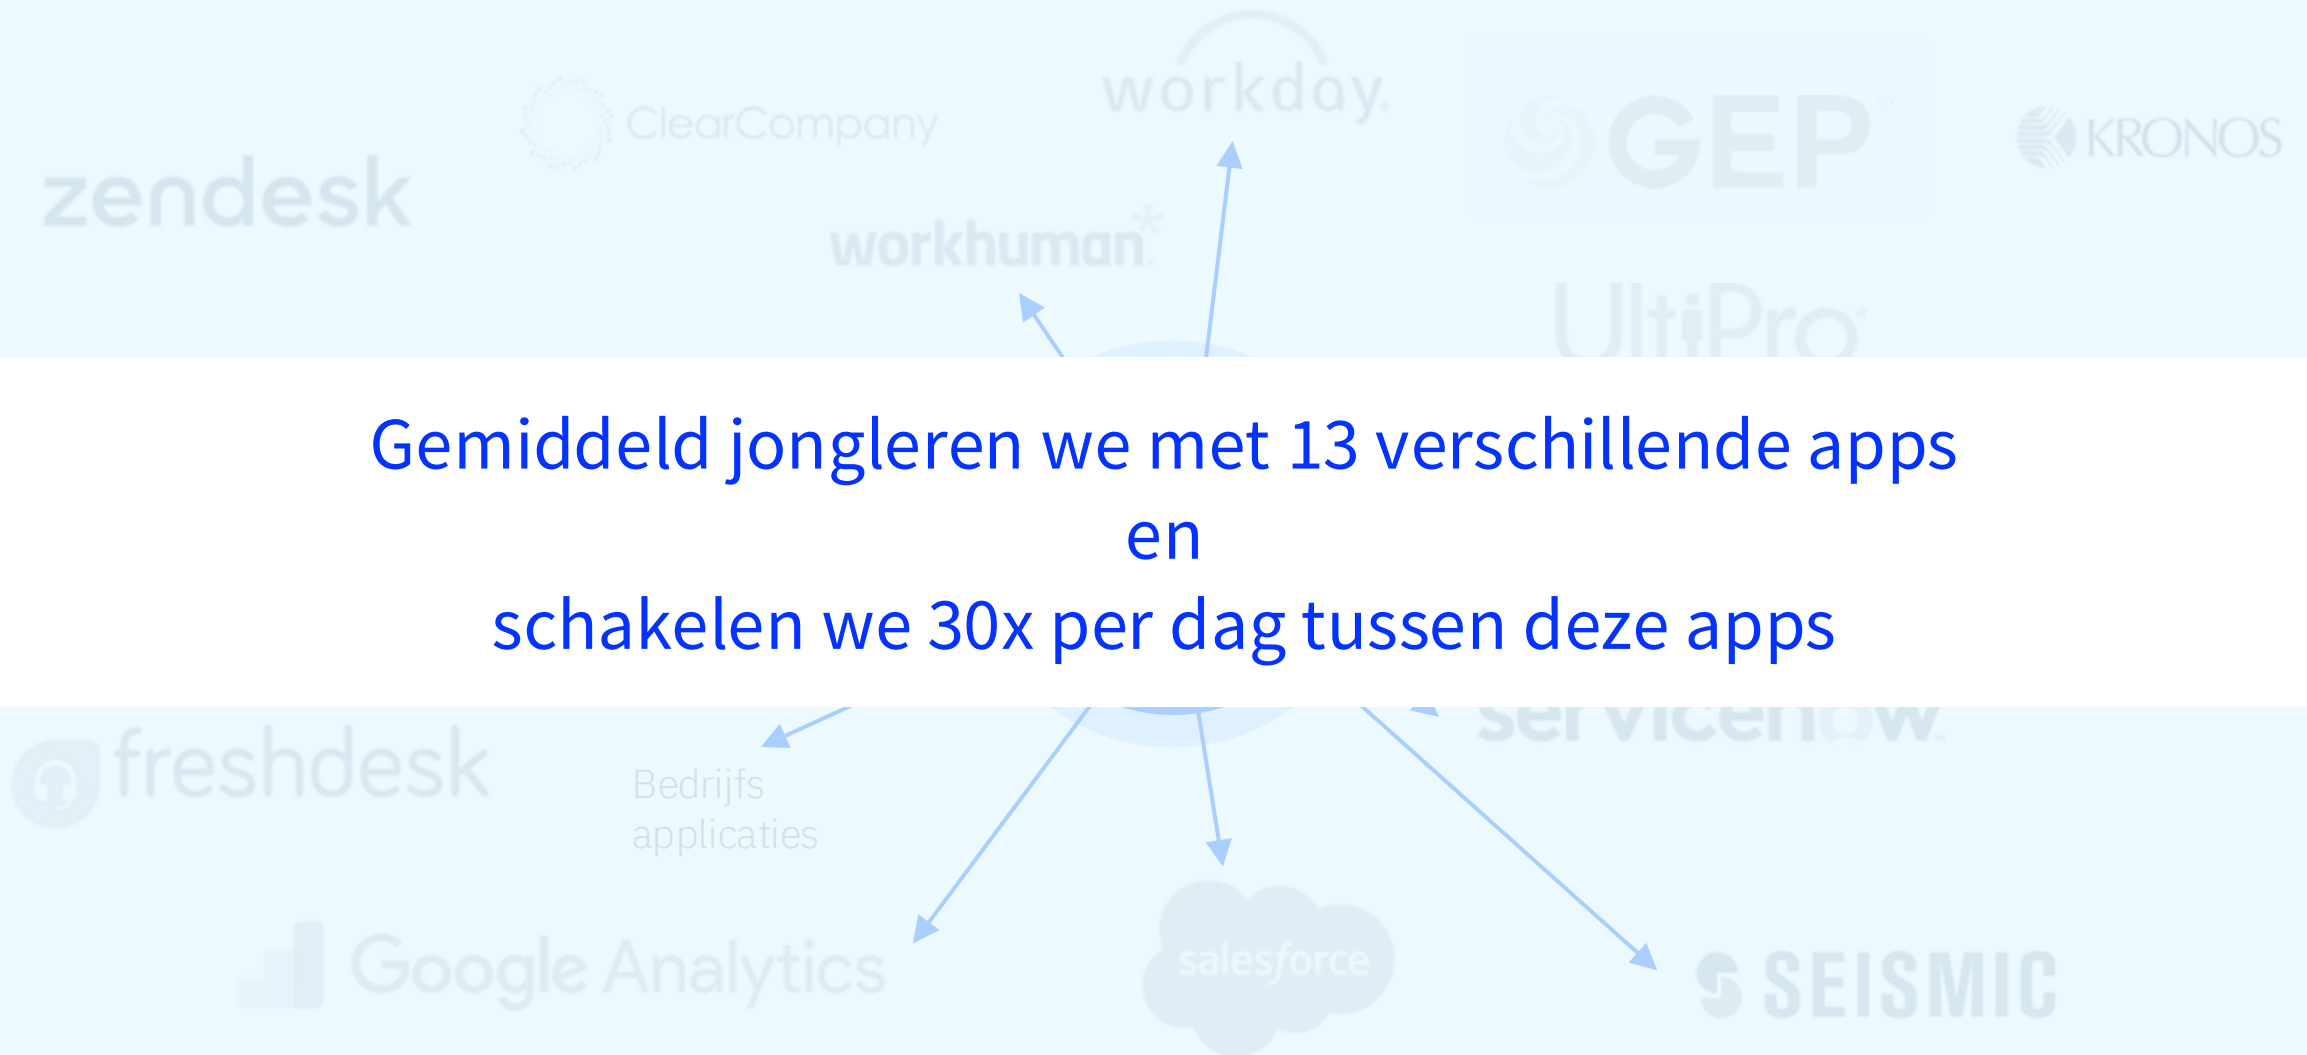 workday.
ClearCompany
GEP®
KRONOS
zendesk
workhuman*
UltiPro
Gemiddeld jongleren we met 13 verschillende apps
en
schakelen we 30x per dag tussen deze apps
servicenow
freshdesk
Bedrijfs
applicaties
Google Analytics
salesforce
SEISMIC